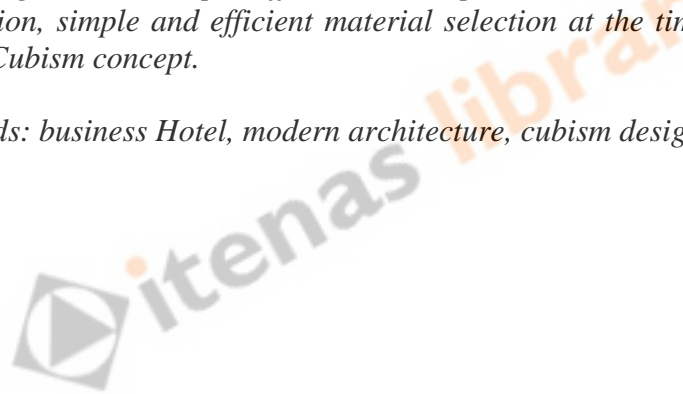 ion, simple and efficient material selection at the tim
Cubism concept.
ds: business Hotel, modern architecture, cubism desig
itenas librar